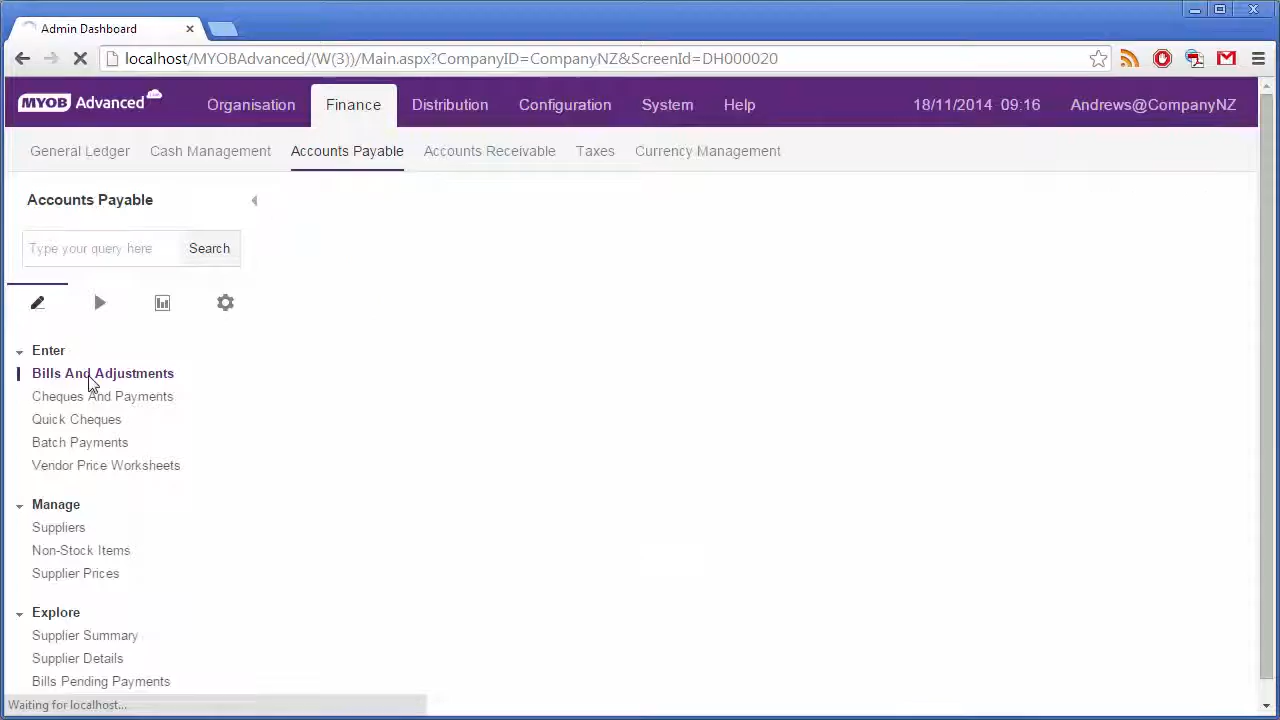 Admin Dashboard
localhost/MYOBAdvanced/(W(3))/Main.aspx?CompanyID=CompanyNZ&ScreenId=DH000020
MYOB Advanced Organisation Finance Distribution Configuration System Help 18/11/2014 09:16 Andrews@CompanyNZ
General Ledger Cash Management Accounts Payable Accounts Receivable Taxes Currency Management
Accounts Payable
Type your query here Search
Enter
Bills And Adjustments
Cheques And Payments
Quick Cheques
Batch Payments
Vendor Price Worksheets
Manage
Suppliers
Non-Stock Items
Supplier Prices
Explore
Supplier Summary
Supplier Details
Bills Pending Payments
Waiting for localhost...